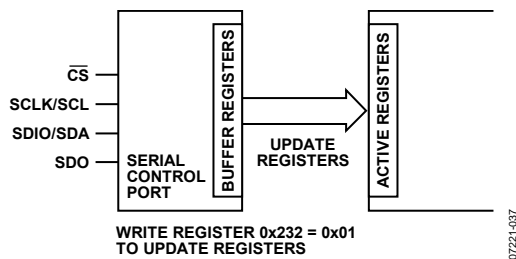 CS
SCLK/SCL
SDIO/SDA
SDO
SERIAL
CONTROL
PORT
BUFFER REGISTERS
UPDATE
REGISTERS
ACTIVE REGISTERS
WRITE REGISTER 0x232 = 0x01
TO UPDATE REGISTERS
07221-037